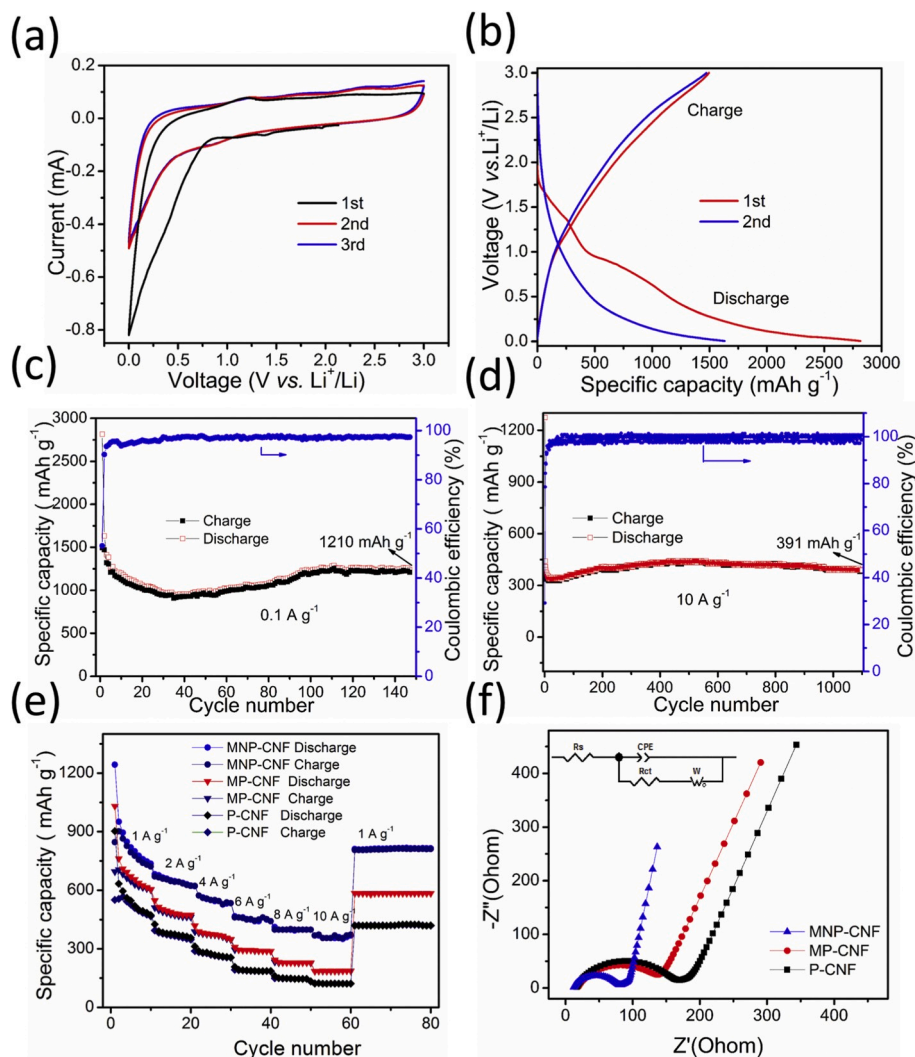 (a)
0.2
0.0
-0.2
-0.4
-0.6
-0.8
Current (mA)
1st
2nd
3rd
0.0 0.5 1.0 1.5 2.0 2.5 3.0
Voltage (V vs. Li⁺/Li)
(b)
3.0
2.5
2.0
1.5
1.0
0.5
0.0
Voltage (V vs.Li⁺/Li)
Charge
1st
2nd
Discharge
0 500 1000 1500 2000 2500 3000
Specific capacity (mAh g⁻¹)
(c)
3000
2750
2500
2250
2000
1750
1500
1250
1000
750
500
Specific capacity ( mAh g⁻¹)
Charge
Discharge
1210 mAh g⁻¹
0.1 A g⁻¹
100
80
60
40
20
0
Coulombic efficiency (%)
0 20 40 60 80 100 120 140
Cycle number
(d)
1200
900
600
300
0
Specific capacity ( mAh g⁻¹)
Charge
Discharge
391 mAh g⁻¹
10 A g⁻¹
100
80
60
40
20
0
Coulombic efficiency (%)
0 200 400 600 800 1000
Cycle number
(e)
1200
900
600
300
0
Specific capacity ( mAh g⁻¹)
MNP-CNF Discharge
MNP-CNF Charge
MP-CNF Discharge
MP-CNF Charge
P-CNF Discharge
P-CNF Charge
1 A g⁻¹
2 A g⁻¹
4 A g⁻¹
6 A g⁻¹
8 A g⁻¹
10 A g⁻¹
1 A g⁻¹
0 10 20 30 40 50 60 70 80
Cycle number
(f)
400
300
200
100
0
-Z''(Ohom)
Rs
CPE
Rct
W
MNP-CNF
MP-CNF
P-CNF
0 100 200 300 400
Z'(Ohom)